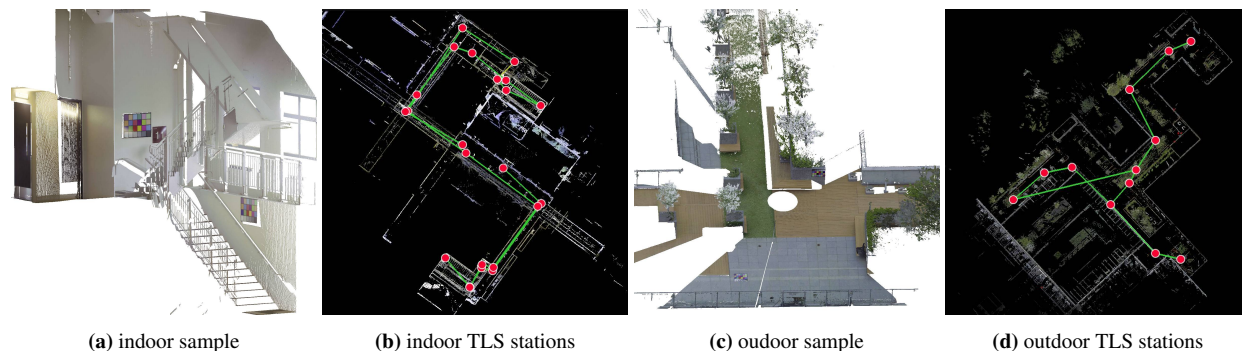 (a) indoor sample
(b) indoor TLS stations
(c) oudoor sample
(d) outdoor TLS stations